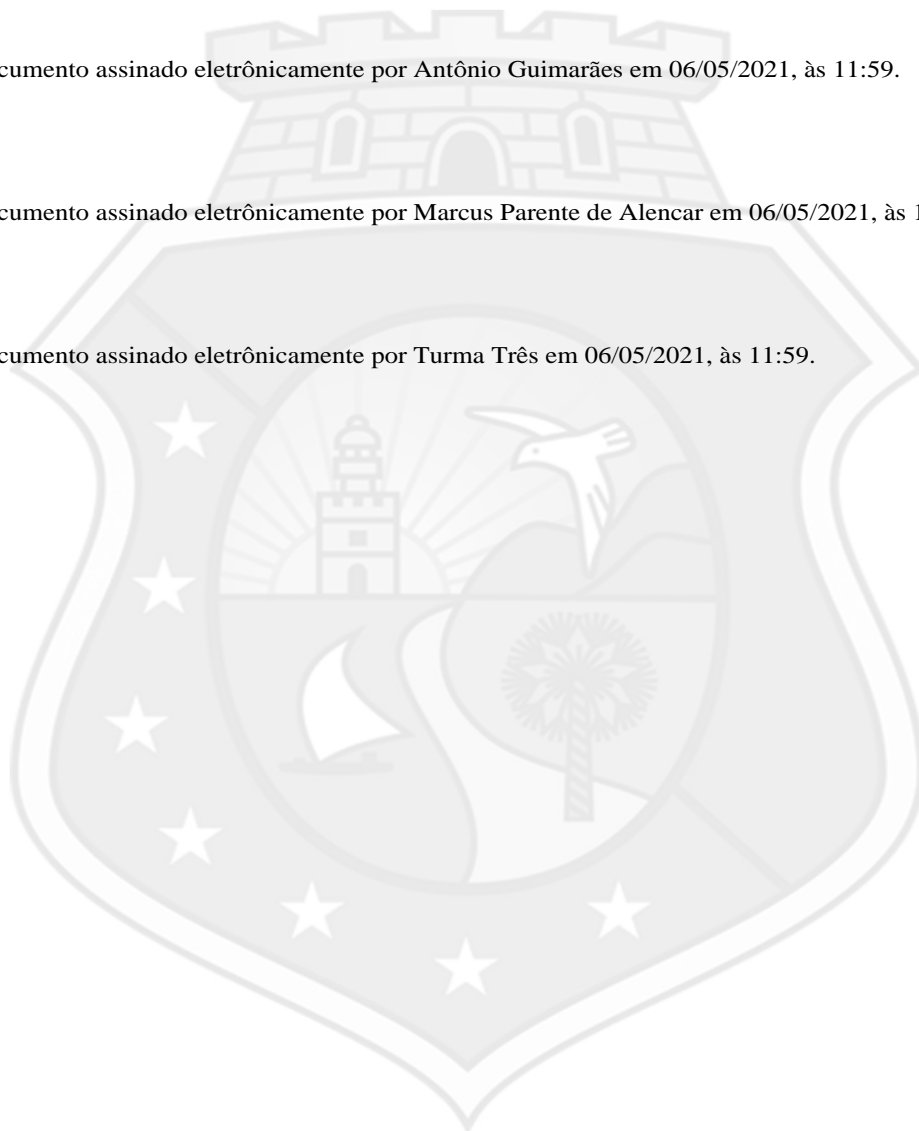 cumento assinado eletrônicamente por Antônio Guimarães em 06/05/2021, às 11:59.
cumento assinado eletrônicamente por Marcus Parente de Alencar em 06/05/2021, às 1
cumento assinado eletrônicamente por Turma Três em 06/05/2021, às 11:59.